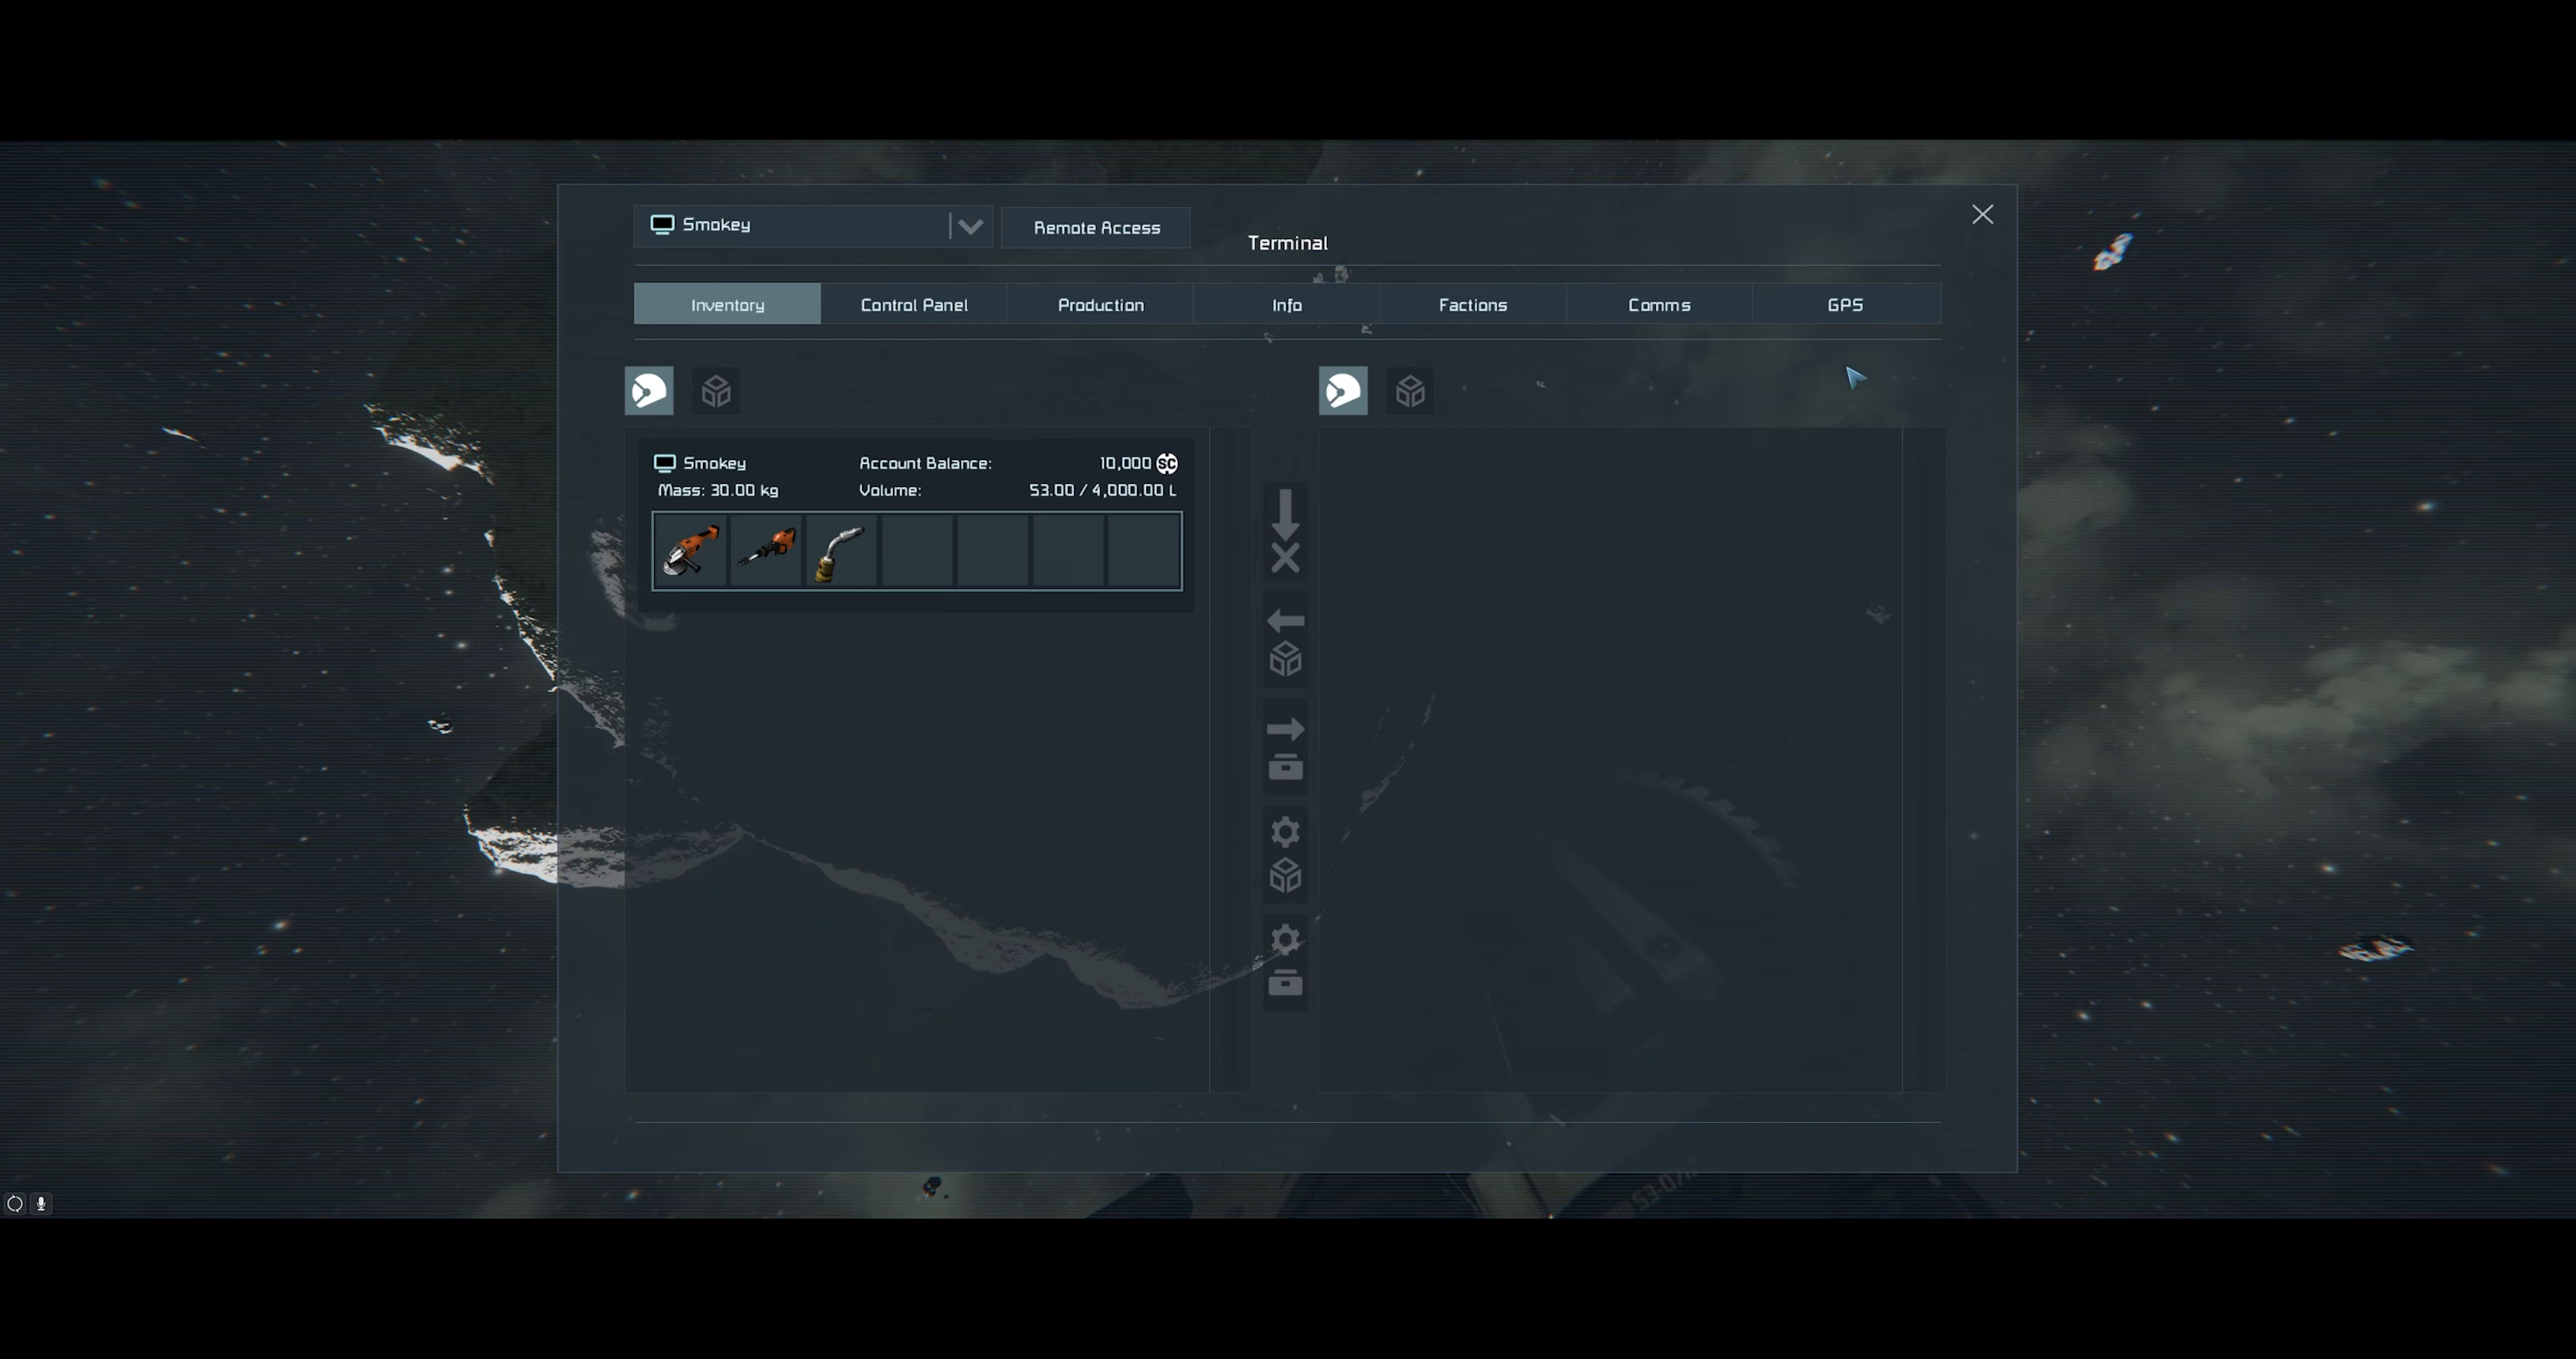 Smokey
Remote Access
Terminal
Inventory
Control Panel
Production
Info
Factions
Comms
GPS
Smokey
Account Balance:
10,000 SC
Mass: 30.00 kg
Volume:
53.00 / 4,000.00 L